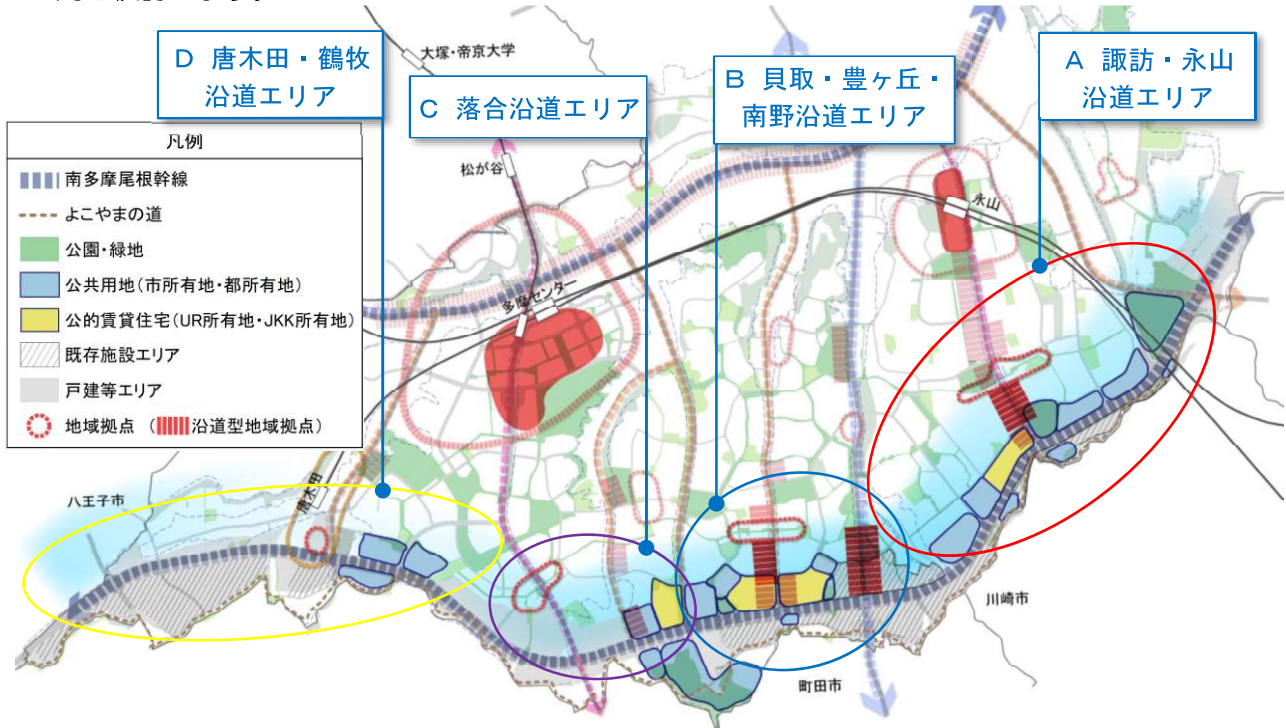 D 唐木田・鶴牧
沿道エリア
C 落合沿道エリア
B 貝取・豊ヶ丘・
南野沿道エリア
A 諏訪・永山
沿道エリア
大塚・帝京大学
松が谷
永山
多摩センター
唐木田
八王子市
川崎市
町田市
凡例
南多摩尾根幹線
よこやまの道
公園・緑地
公共用地(市所有地・都所有地)
公的賃貸住宅(UR所有地・JKK所有地)
既存施設エリア
戸建等エリア
地域拠点 (沿道型地域拠点)